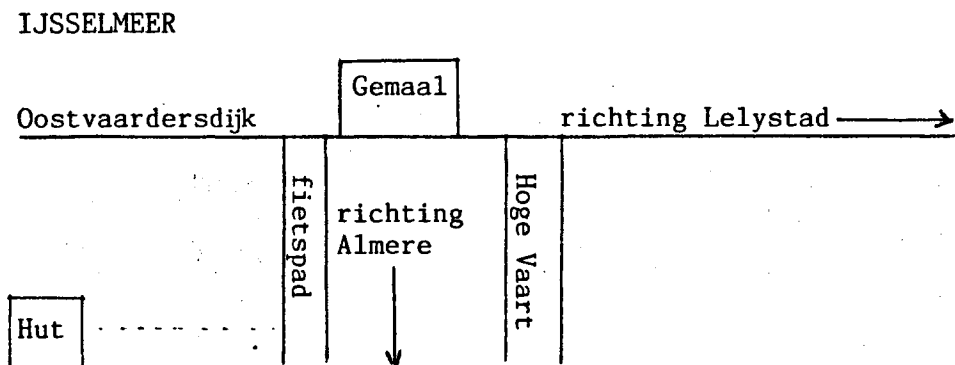 IJSSELMEER
Gemaal
Oostvaardersdijk
richting Lelystad
fietspad
richting
Almere
Hoge Vaart
Hut